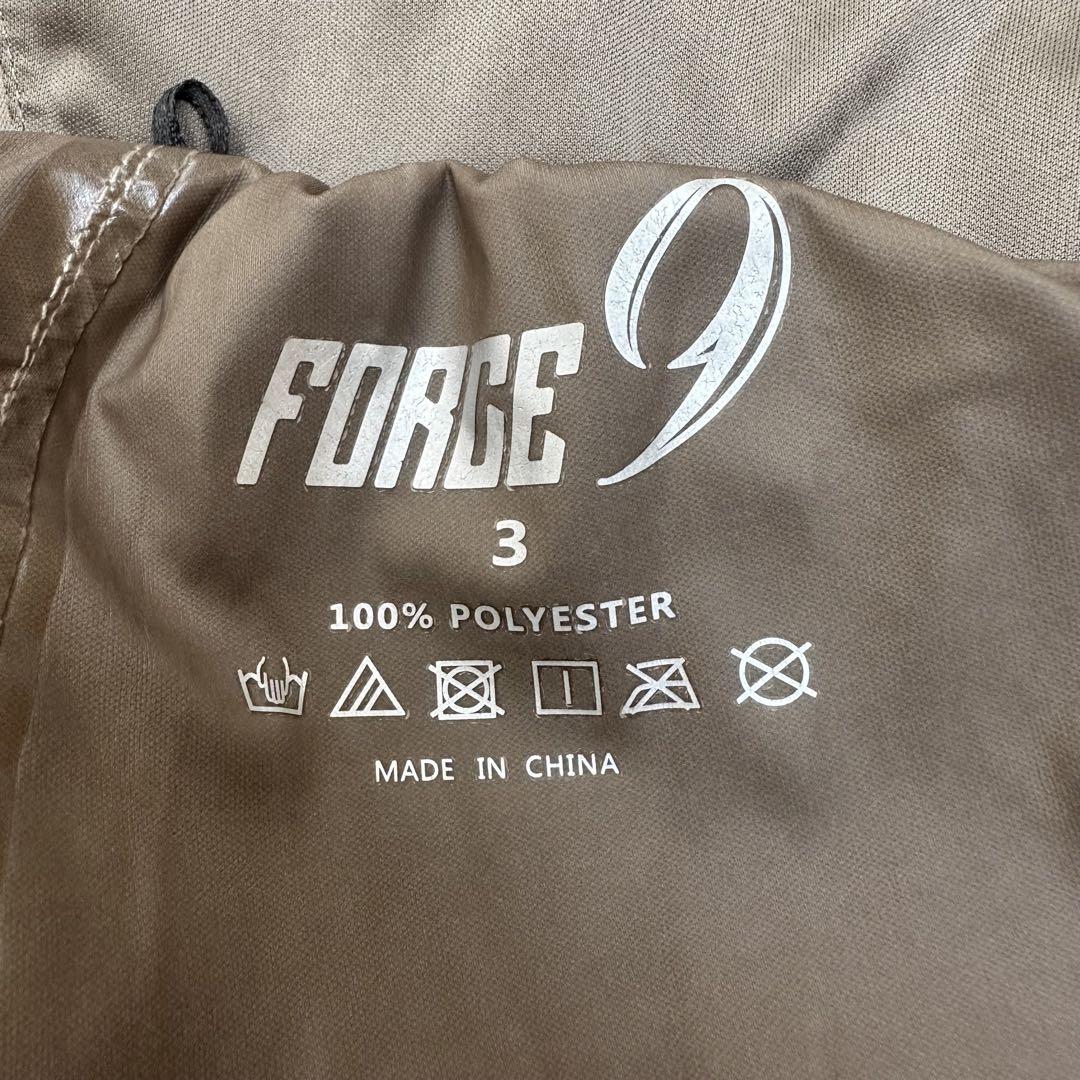 FORCE 9
3
100% POLYESTER
MADE IN CHINA